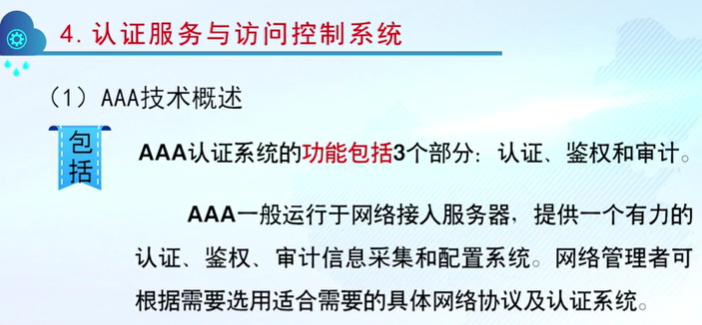 4.认证服务与访问控制系统
（1）AAA技术概述
包括
AAA认证系统的功能包括3个部分：认证、鉴权和审计。
AAA一般运行于网络接入服务器，提供一个有力的
认证、鉴权、审计信息采集和配置系统。网络管理者可
根据需要选用适合需要的具体网络协议及认证系统。